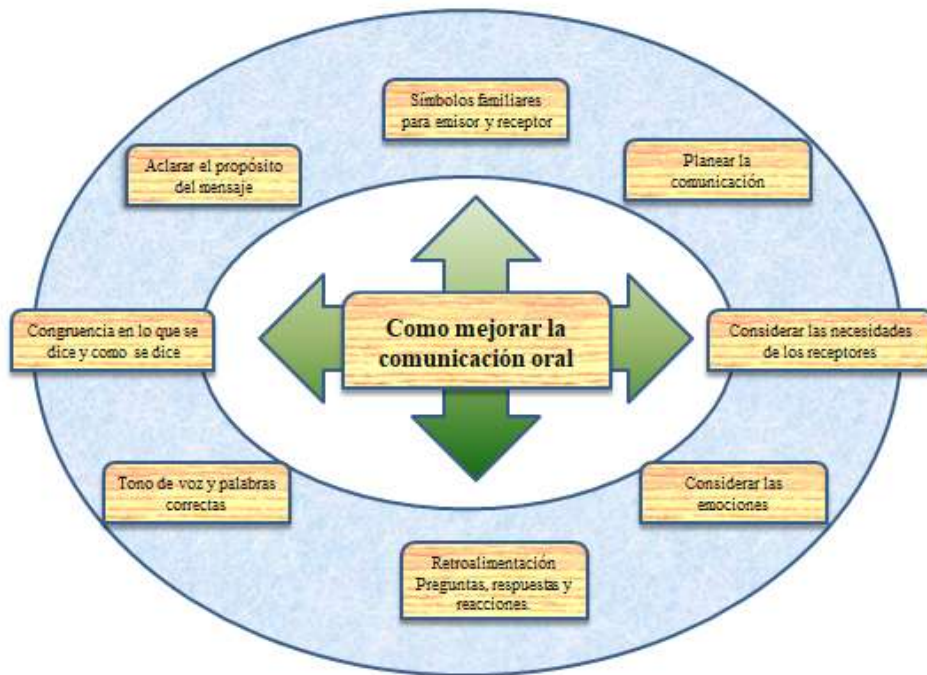 Símbolos familiares
para emisor y receptor
Aclarar el propósito
del mensaje
Planear la
comunicación
Congruencia en lo que se
dice y como se dice
Como mejorar la
comunicación oral
Considerar las necesidades
de los receptores
Tono de voz y palabras
correctas
Considerar las
emociones
Retroalimentación
Preguntas, respuestas y
reacciones.